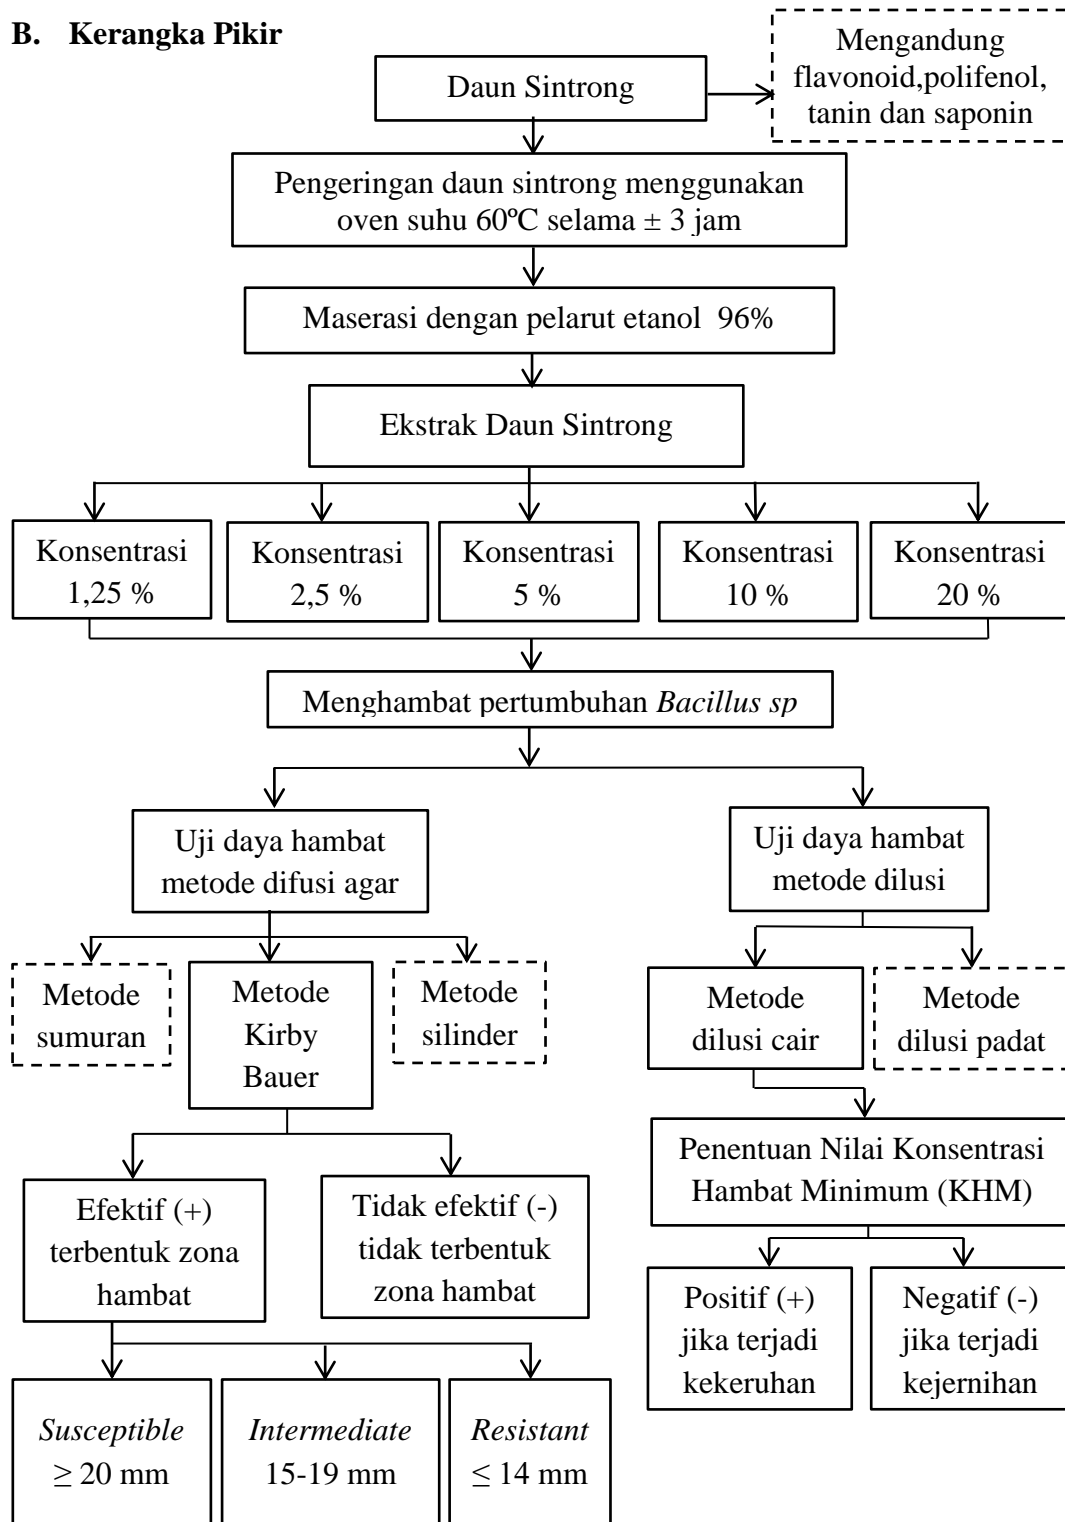 B. Kerangka Pikir
Mengandung
flavonoid,polifenol,
tanin dan saponin
Daun Sintrong
Pengeringan daun sintrong menggunakan
oven suhu 60ºC selama ± 3 jam
Maserasi dengan pelarut etanol 96%
Ekstrak Daun Sintrong
Konsentrasi
1,25 %
Konsentrasi
2,5 %
Konsentrasi
5 %
Konsentrasi
10 %
Konsentrasi
20 %
Menghambat pertumbuhan Bacillus sp
Uji daya hambat
metode difusi agar
Uji daya hambat
metode dilusi
Metode
sumuran
Metode
Kirby
Bauer
Metode
silinder
Metode
dilusi cair
Metode
dilusi padat
Penentuan Nilai Konsentrasi
Hambat Minimum (KHM)
Efektif (+)
terbentuk zona
hambat
Tidak efektif (-)
tidak terbentuk
zona hambat
Positif (+)
jika terjadi
kekeruhan
Negatif (-)
jika terjadi
kejernihan
Susceptible
≥ 20 mm
Intermediate
15-19 mm
Resistant
≤ 14 mm